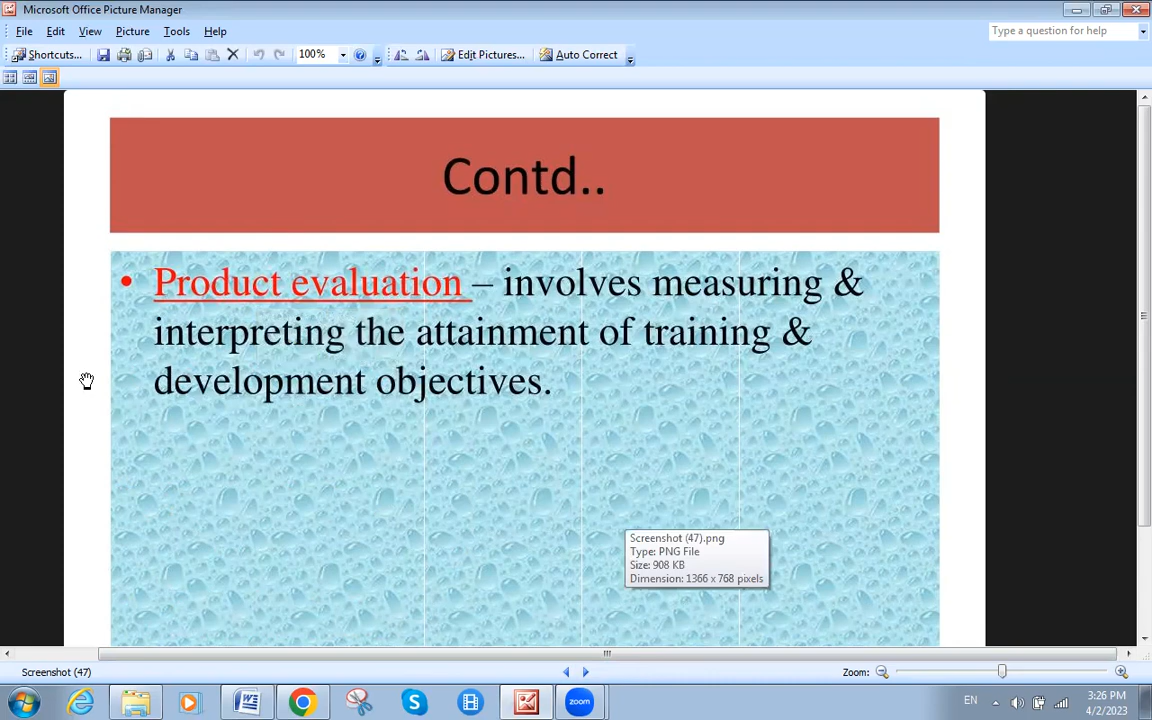 Microsoft Office Picture Manager
File Edit View Picture Tools Help
Type a question for help
Shortcuts... 100% Edit Pictures... Auto Correct
Contd..
• Product evaluation – involves measuring &
interpreting the attainment of training &
development objectives.
Screenshot (47).png
Type: PNG File
Size: 908 KB
Dimension: 1366 x 768 pixels
Screenshot (47)
Zoom:
zoom
EN
3:26 PM
4/2/2023